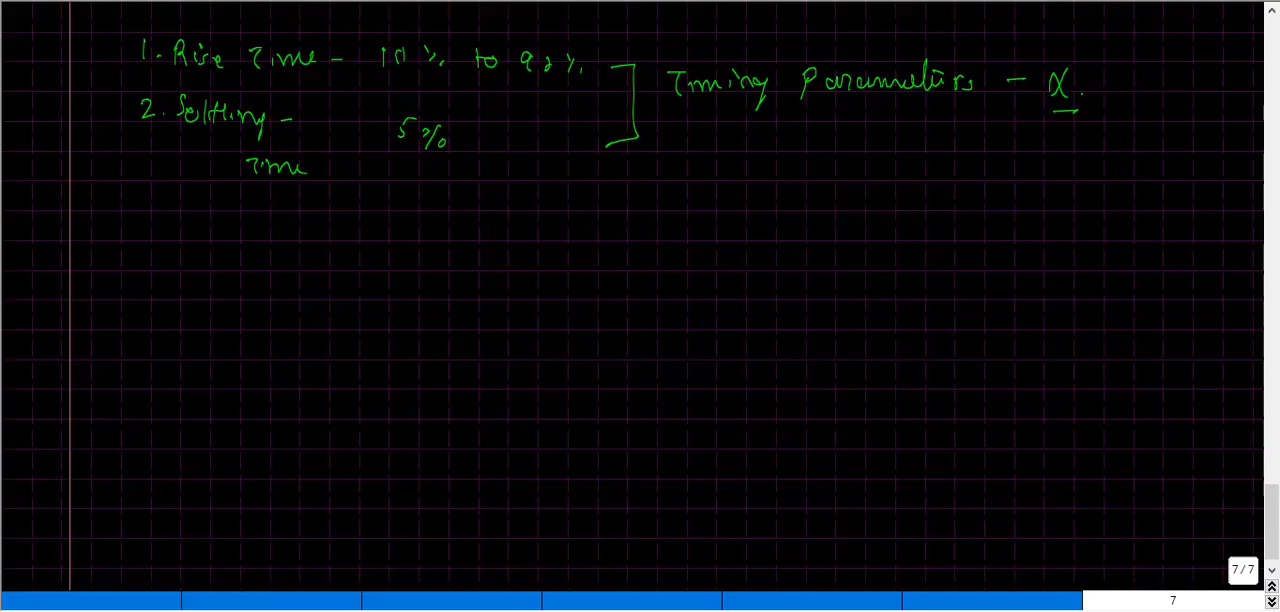 1. Rise Time - 10% to 90% ] Timing Parameters - α.
2. Settling - 5%
Time
7/7
7